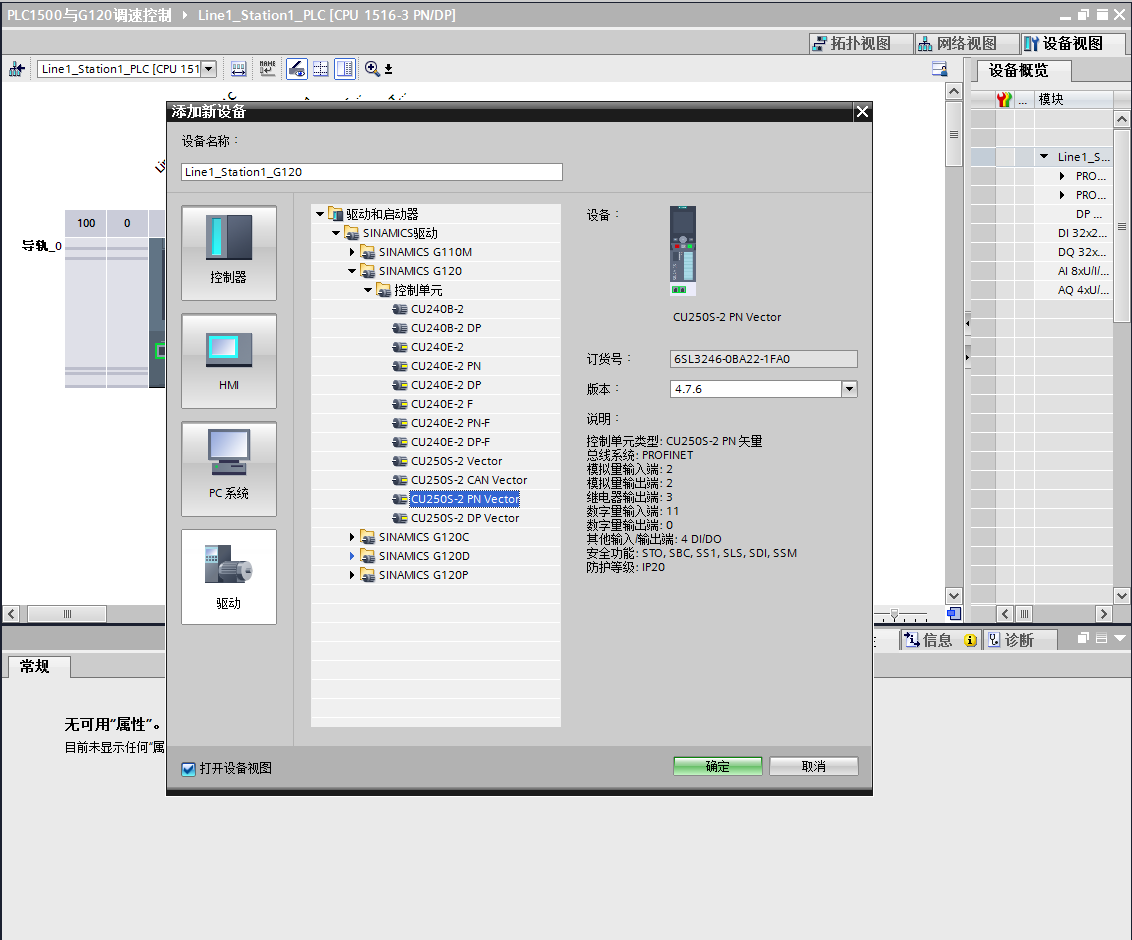 PLC1500与G120调速控制 ▸ Line1_Station1_PLC [CPU 1516-3 PN/DP]
拓扑视图 网络视图 设备视图
Line1_Station1_PLC [CPU 151
设备概览
... 模块
添加新设备
设备名称：
Line1_Station1_G120
100 0
导轨_0
控制器
HMI
PC 系统
驱动
驱动和启动器
SINAMICS驱动
SINAMICS G110M
SINAMICS G120
控制单元
CU240B-2
CU240B-2 DP
CU240E-2
CU240E-2 PN
CU240E-2 DP
CU240E-2 F
CU240E-2 PN-F
CU240E-2 DP-F
CU250S-2 Vector
CU250S-2 CAN Vector
CU250S-2 PN Vector
CU250S-2 DP Vector
SINAMICS G120C
SINAMICS G120D
SINAMICS G120P
设备：
CU250S-2 PN Vector
订货号：
6SL3246-0BA22-1FA0
版本：
4.7.6
说明：
控制单元类型: CU250S-2 PN 矢量
总线系统: PROFINET
模拟量输入端: 2
模拟量输出端: 2
继电器输出端: 3
数字量输入端: 11
数字量输出端: 0
其他输入/输出端: 4 DI/DO
安全功能: STO, SBC, SS1, SLS, SDI, SSM
防护等级: IP20
Line1_S...
PRO...
PRO...
DP ...
DI 32x2...
DQ 32x...
AI 8xU/I/...
AQ 4xU/...
信息 诊断
常规
无可用“属性”。
目前未显示任何“属
打开设备视图
确定 取消